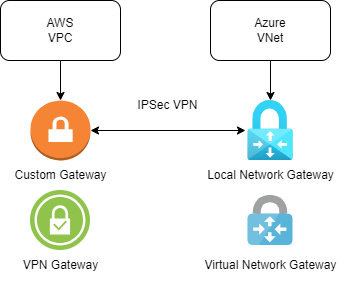 AWS
VPC
Azure
VNet
IPSec VPN
Custom Gateway
Local Network Gateway
VPN Gateway
Virtual Network Gateway